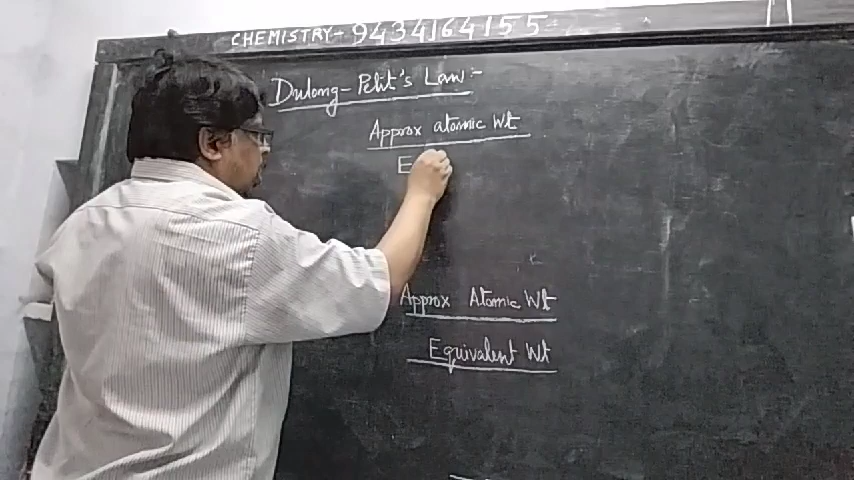 CHEMISTRY - 9434164155
Dulong-Petit's Law:-
Approx atomic Wt
E
Approx Atomic Wt
Equivalent Wt